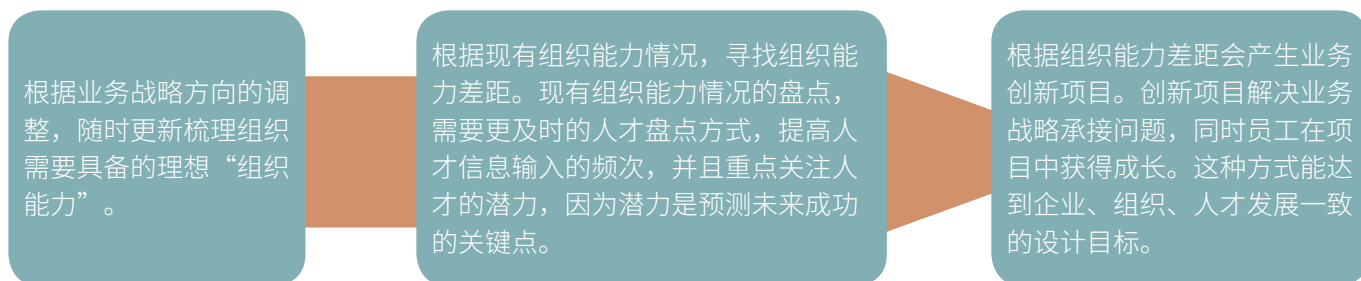 根据业务战略方向的调
整，随时更新梳理组织
需要具备的理想“组织
能力”。
根据现有组织能力情况，寻找组织能
力差距。现有组织能力情况的盘点，
需要更及时的人才盘点方式，提高人
才信息输入的频次，并且重点关注人
才的潜力，因为潜力是预测未来成功
的关键点。
根据组织能力差距会产生业务
创新项目。创新项目解决业务
战略承接问题，同时员工在项
目中获得成长。这种方式能达
到企业、组织、人才发展一致
的设计目标。